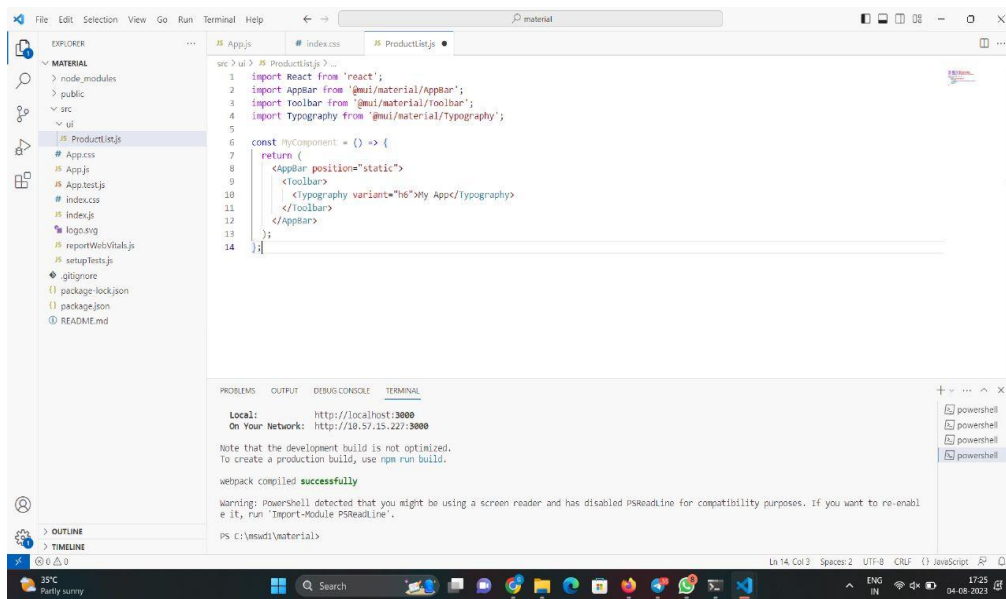 File Edit Selection View Go Run Terminal Help
material
EXPLORER
MATERIAL
node_modules
public
src
ui
JS ProductList.js
# App.css
JS App.js
JS App.test.js
# index.css
JS index.js
logo.svg
JS reportWebVitals.js
JS setupTests.js
.gitignore
{} package-lock.json
{} package.json
README.md
OUTLINE
TIMELINE
JS App.js # index.css JS ProductList.js
src > ui > JS ProductList.js > ...
1 import React from 'react';
2 import AppBar from '@mui/material/AppBar';
3 import Toolbar from '@mui/material/Toolbar';
4 import Typography from '@mui/material/Typography';
5
6 const MyComponent = () => {
7 return (
8 <AppBar position="static">
9 <Toolbar>
10 <Typography variant="h6">My App</Typography>
11 </Toolbar>
12 </AppBar>
13 );
14 };
PROBLEMS OUTPUT DEBUG CONSOLE TERMINAL
Local: http://localhost:3000
On Your Network: http://10.57.15.227:3000
Note that the development build is not optimized.
To create a production build, use npm run build.
webpack compiled successfully
Warning: PowerShell detected that you might be using a screen reader and has disabled PSReadLine for compatibility purposes. If you want to re-enabl
e it, run 'Import-Module PSReadLine'.
PS C:\mswd1\material>
powershell
powershell
powershell
powershell
0 0
Ln 14, Col 3 Spaces: 2 UTF-8 CRLF {} JavaScript
35°C
Partly sunny
Search
ENG
IN
17:25
04-08-2023